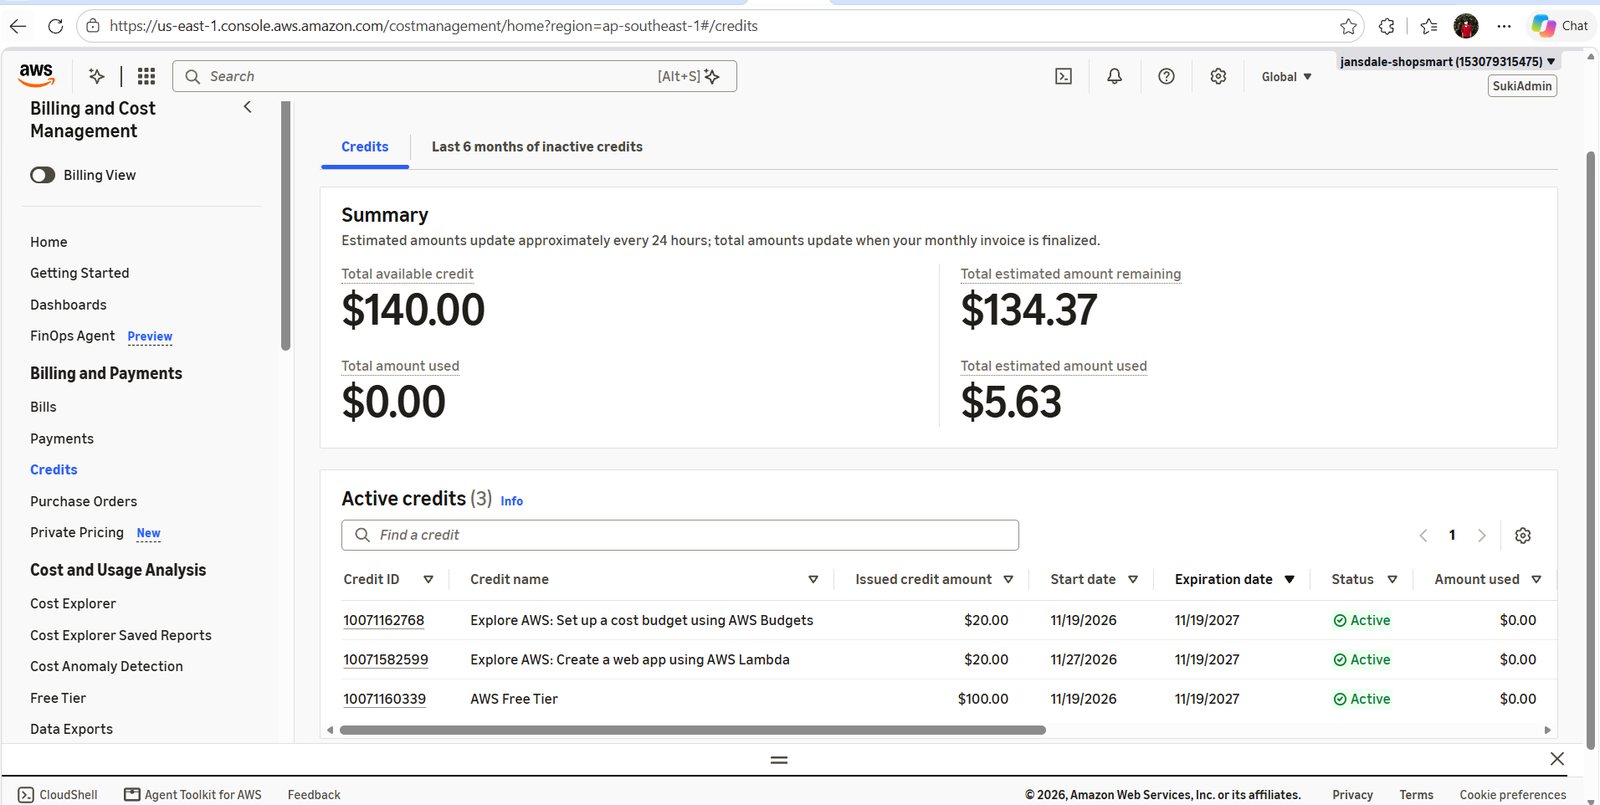 https://us-east-1.console.aws.amazon.com/costmanagement/home?region=ap-southeast-1#/credits
Chat
aws
Search
[Alt+S]
Global
jansdale-shopsmart (153079315475)
SukiAdmin
Billing and Cost
Management
Billing View
Home
Getting Started
Dashboards
FinOps Agent Preview
Billing and Payments
Bills
Payments
Credits
Purchase Orders
Private Pricing New
Cost and Usage Analysis
Cost Explorer
Cost Explorer Saved Reports
Cost Anomaly Detection
Free Tier
Data Exports
Credits Last 6 months of inactive credits
Summary
Estimated amounts update approximately every 24 hours; total amounts update when your monthly invoice is finalized.
Total available credit
$140.00
Total estimated amount remaining
$134.37
Total amount used
$0.00
Total estimated amount used
$5.63
Active credits (3) Info
Find a credit
1
Credit ID Credit name Issued credit amount Start date Expiration date Status Amount used
10071162768 Explore AWS: Set up a cost budget using AWS Budgets $20.00 11/19/2026 11/19/2027 Active $0.00
10071582599 Explore AWS: Create a web app using AWS Lambda $20.00 11/27/2026 11/19/2027 Active $0.00
10071160339 AWS Free Tier $100.00 11/19/2026 11/19/2027 Active $0.00
CloudShell Agent Toolkit for AWS Feedback © 2026, Amazon Web Services, Inc. or its affiliates. Privacy Terms Cookie preferences